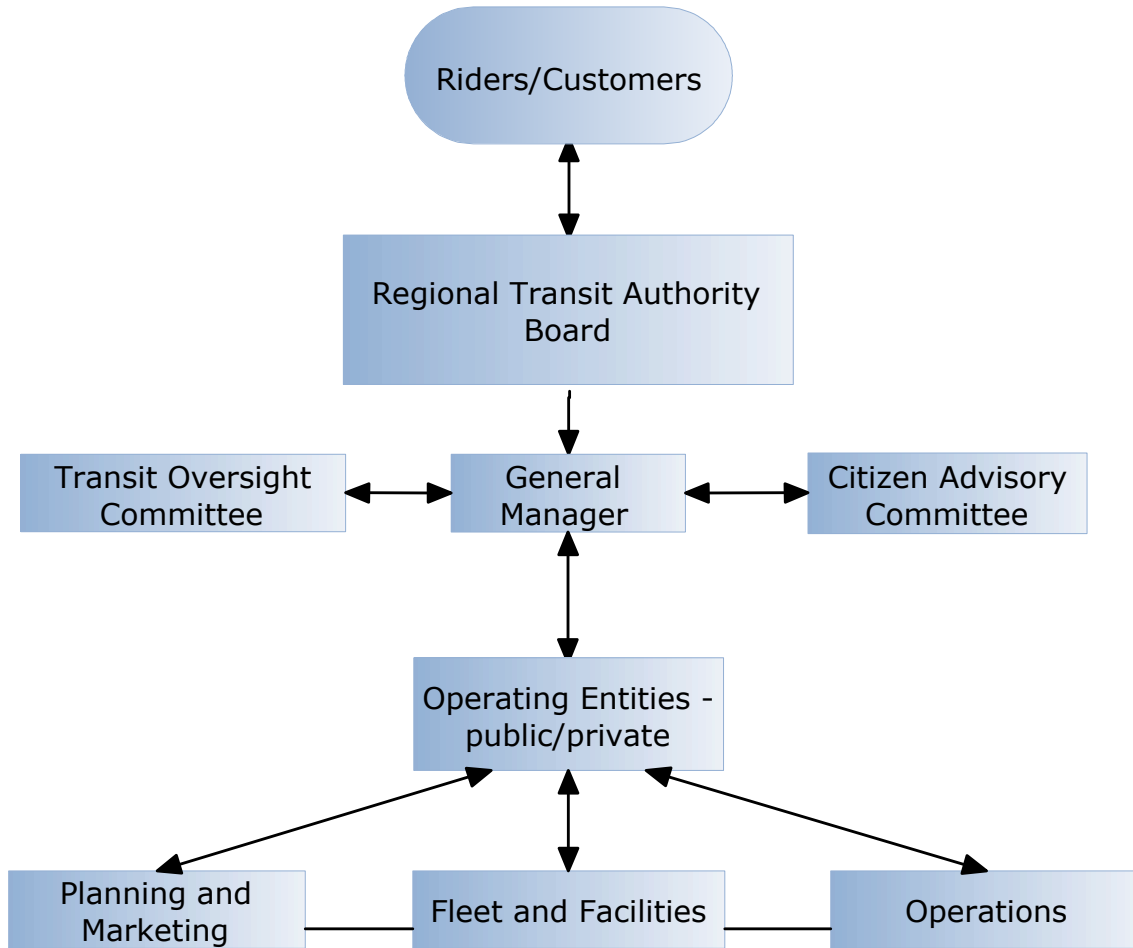 Riders/Customers
Regional Transit Authority
Board
Transit Oversight
Committee
General
Manager
Citizen Advisory
Committee
Operating Entities -
public/private
Planning and
Marketing
Fleet and Facilities
Operations